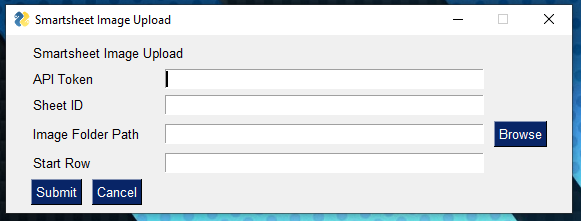 Smartsheet Image Upload
Smartsheet Image Upload
API Token
Sheet ID
Image Folder Path
Browse
Start Row
Submit Cancel